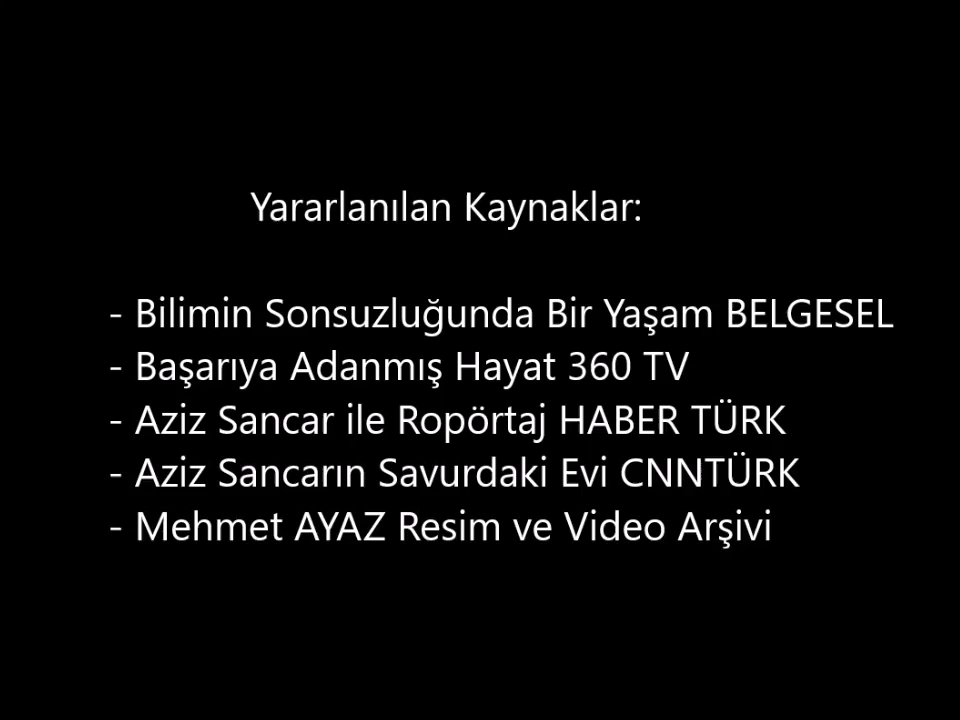 Yararlanılan Kaynaklar:
- Bilimin Sonsuzluğunda Bir Yaşam BELGESEL
- Başarıya Adanmış Hayat 360 TV
- Aziz Sancar ile Ropörtaj HABER TÜRK
- Aziz Sancarın Savurdaki Evi CNNTÜRK
- Mehmet AYAZ Resim ve Video Arşivi